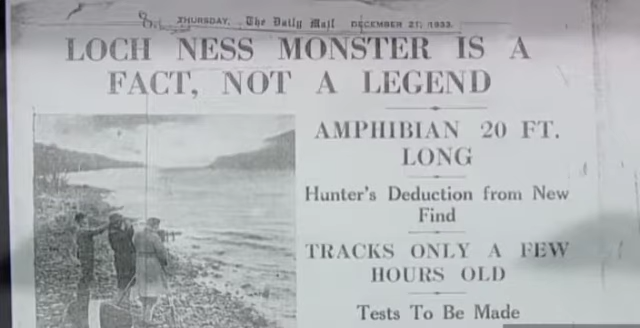 8. THURSDAY, The Daily Mail DECEMBER 21, 1933.
LOCH NESS MONSTER IS A
FACT, NOT A LEGEND
AMPHIBIAN 20 FT.
LONG
Hunter's Deduction from New
Find
TRACKS ONLY A FEW
HOURS OLD
Tests To Be Made